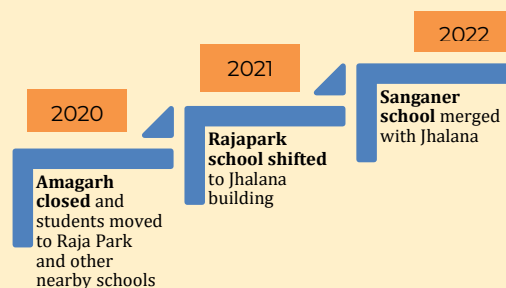 2020
Amagarh
closed and
students moved
to Raja Park
and other
nearby schools
2021
Rajapark
school shifted
to Jhalana
building
2022
Sanganer
school merged
with Jhalana